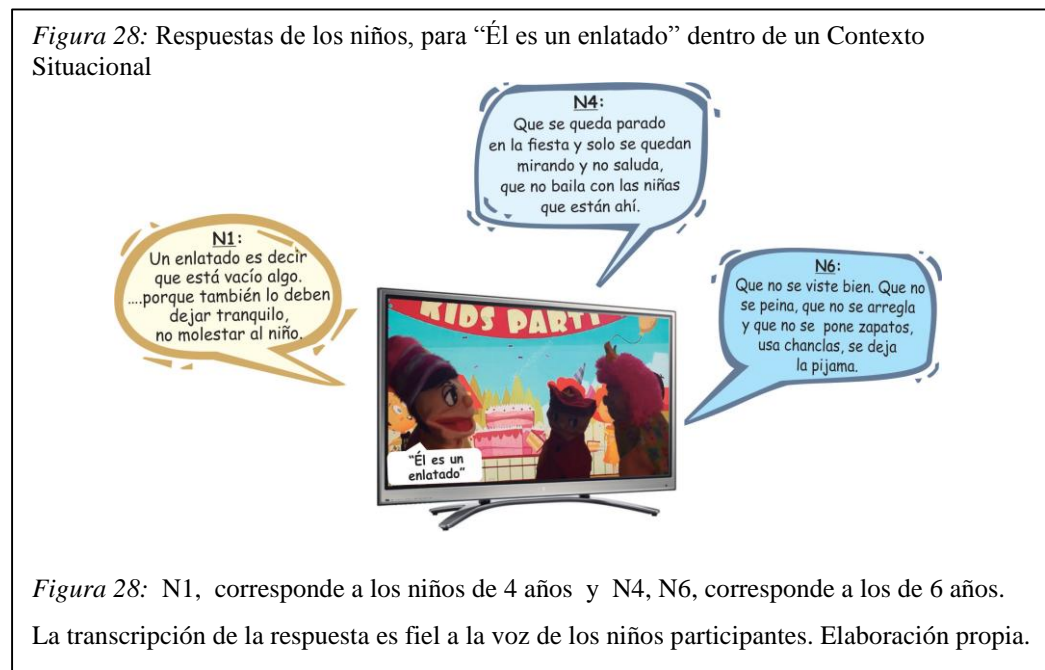 Figura 28: Respuestas de los niños, para “Él es un enlatado” dentro de un Contexto
Situacional
N4:
Que se queda parado
en la fiesta y solo se quedan
mirando y no saluda,
que no baila con las niñas
que están ahí.
N1:
Un enlatado es decir
que está vacío algo.
....porque también lo deben
dejar tranquilo,
no molestar al niño.
N6:
Que no se viste bien. Que no
se peina, que no se arregla
y que no se pone zapatos,
usa chanclas, se deja
la pijama.
KIDS PARTY
“Él es un
enlatado”
Figura 28: N1, corresponde a los niños de 4 años y N4, N6, corresponde a los de 6 años.
La transcripción de la respuesta es fiel a la voz de los niños participantes. Elaboración propia.